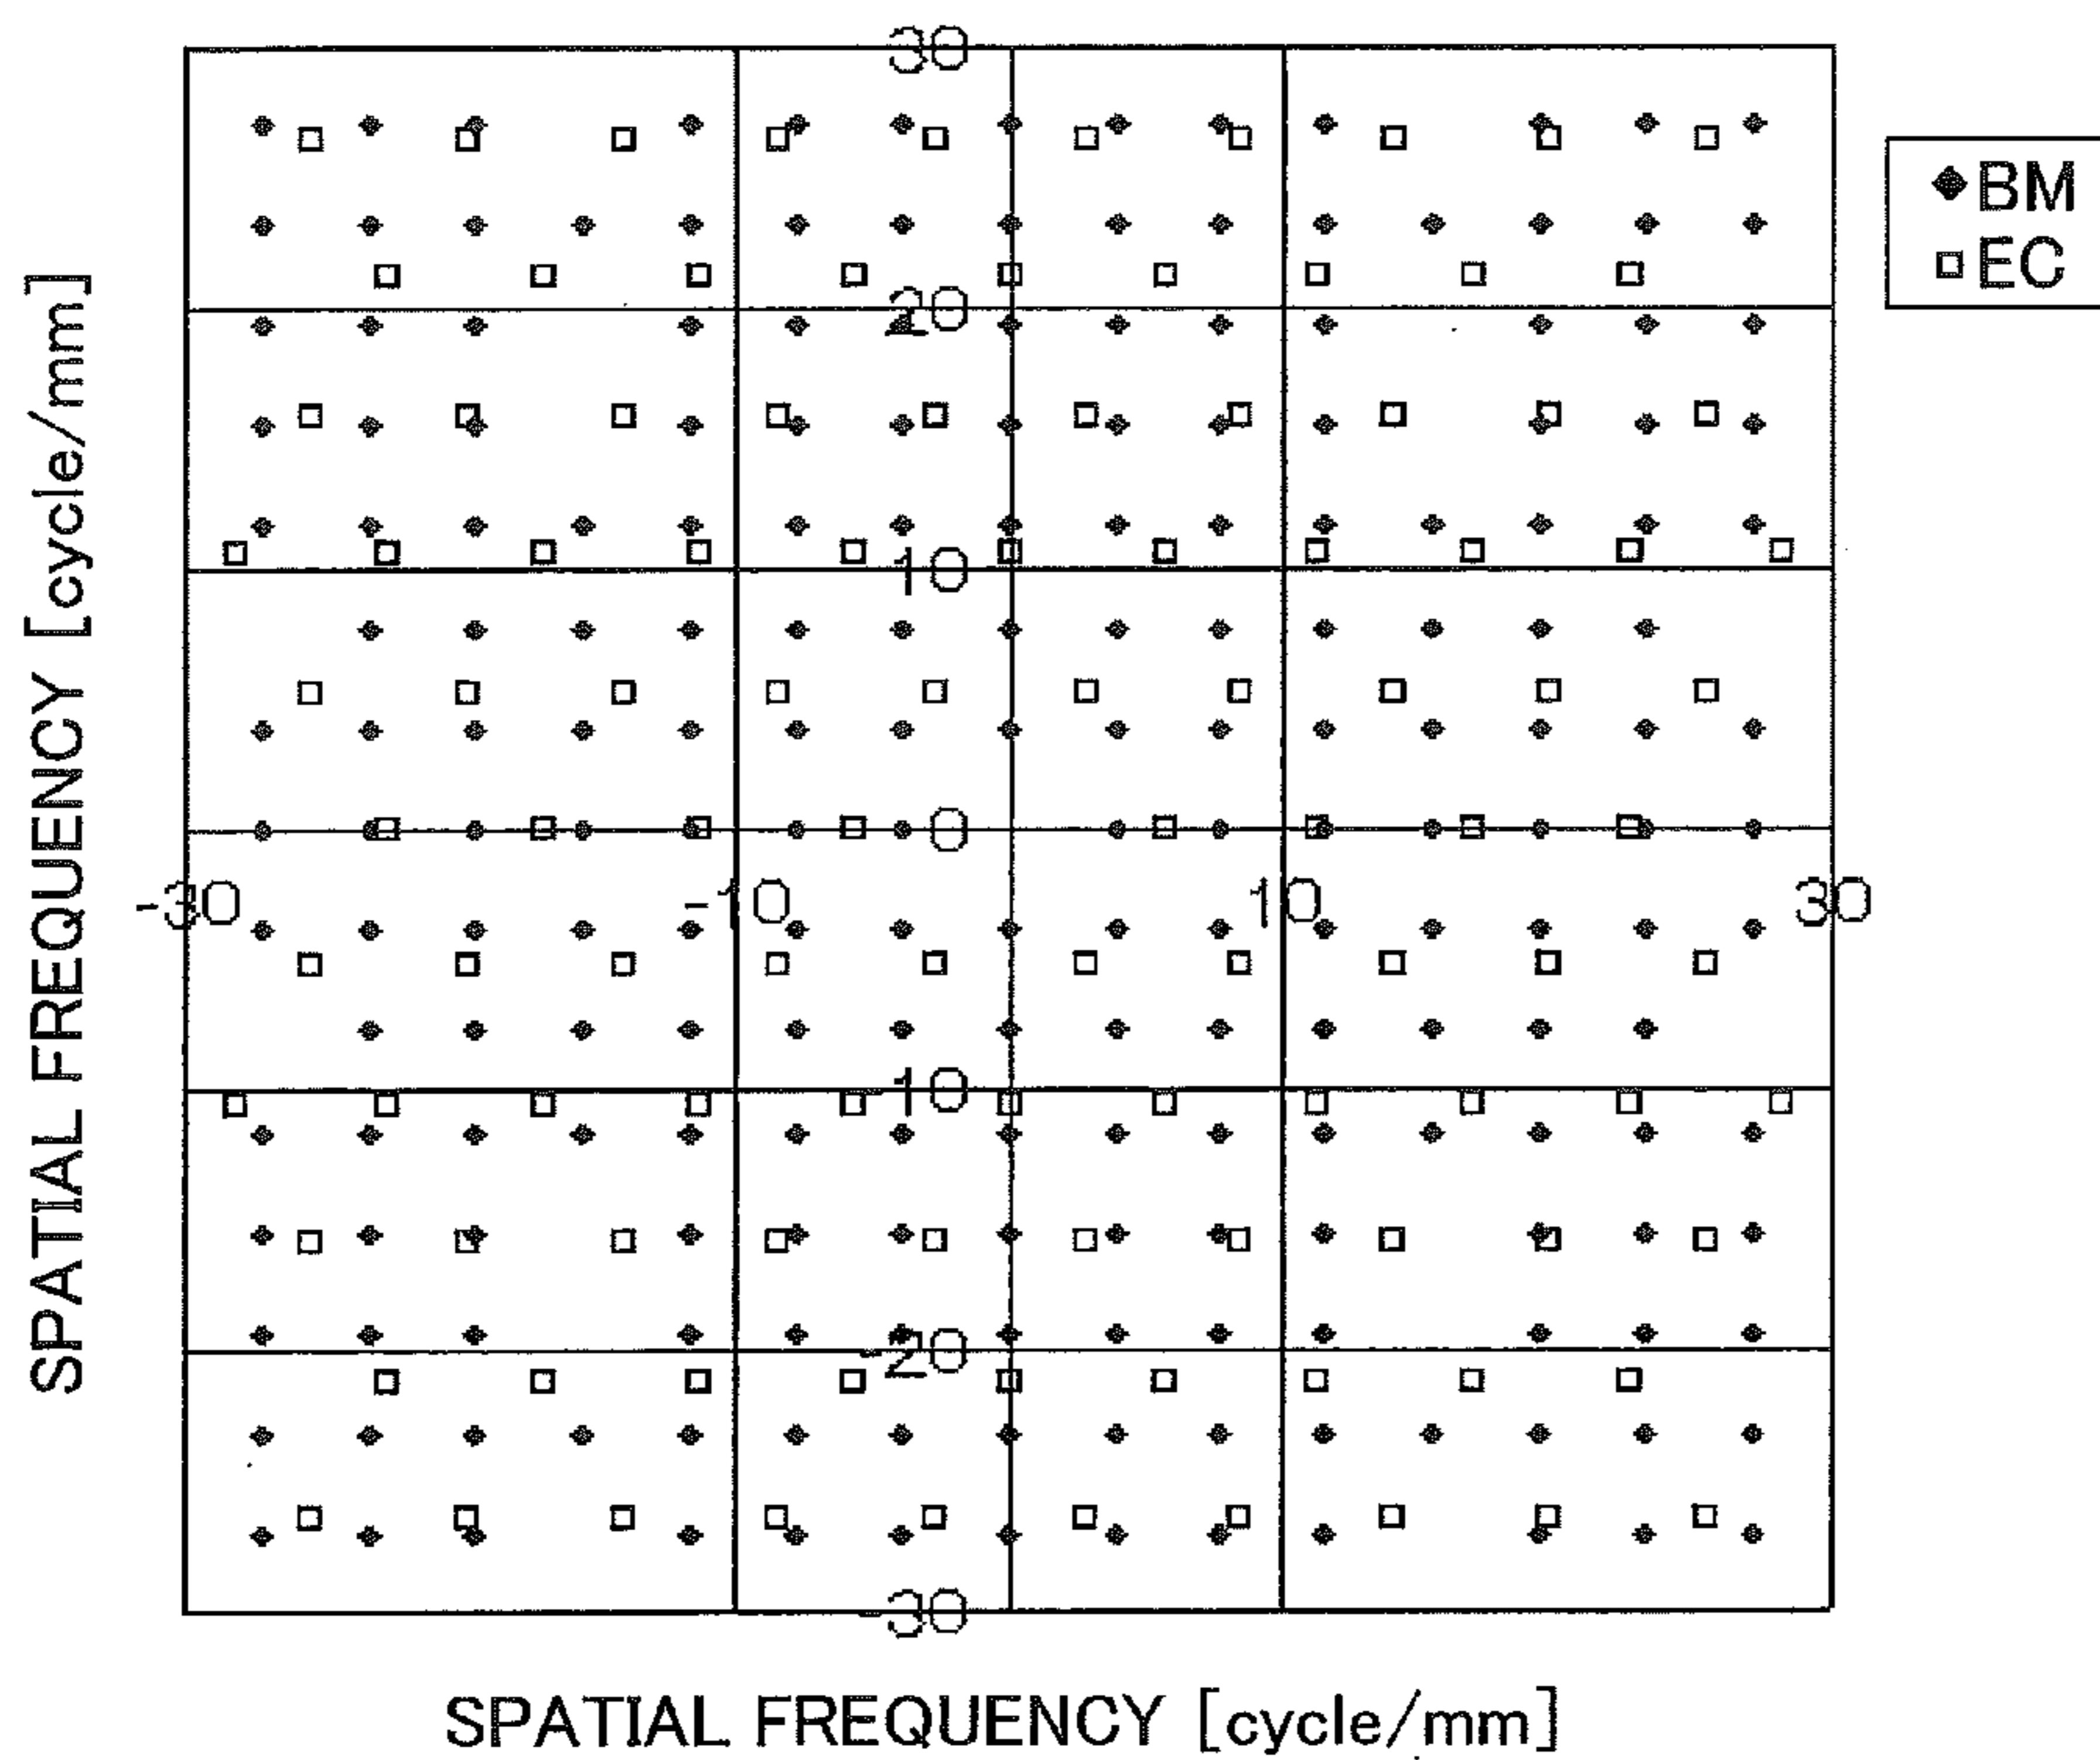 30
◆BM
□EC
20
10
0
-30
-10
10
30
-10
-20
-30
SPATIAL FREQUENCY [cycle/mm]
SPATIAL FREQUENCY [cycle/mm]